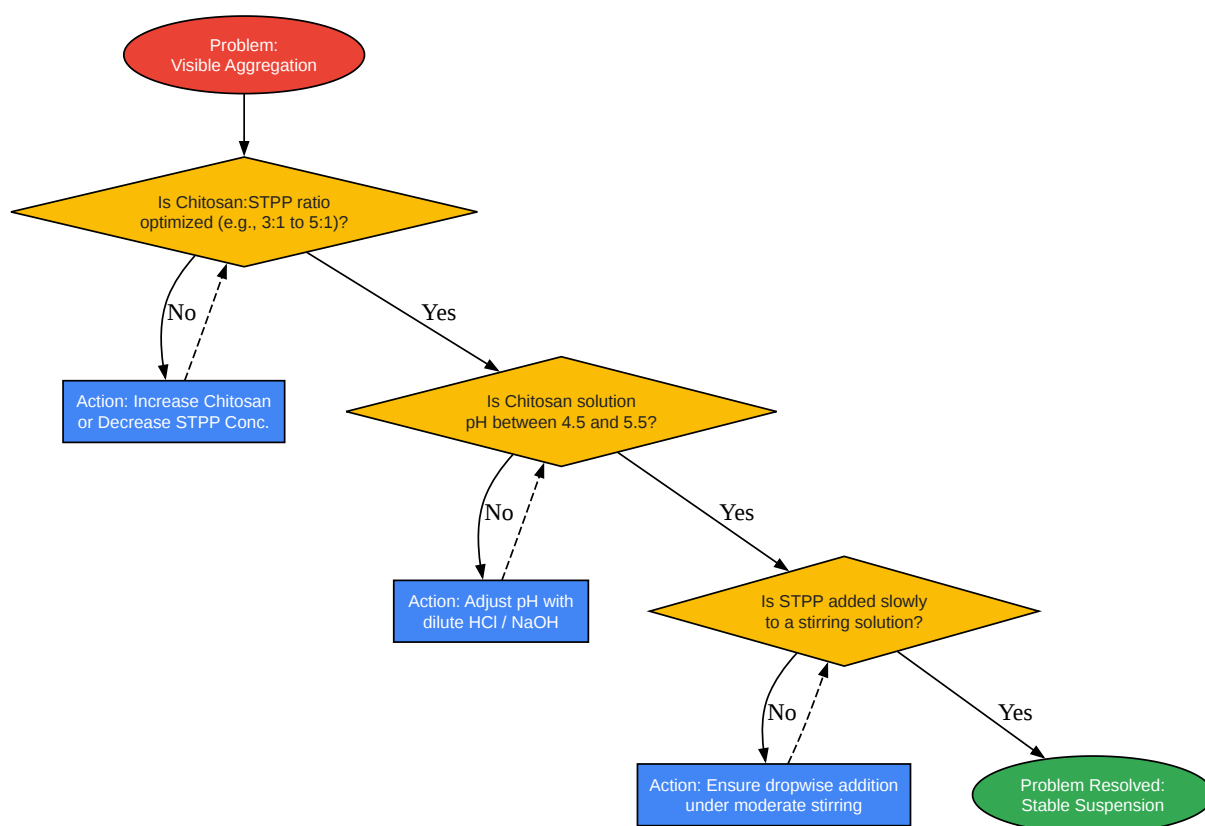 Problem:
Visible Aggregation
Is Chitosan:STPP ratio
optimized (e.g., 3:1 to 5:1)?
No
Yes
Action: Increase Chitosan
or Decrease STPP Conc.
Is Chitosan solution
pH between 4.5 and 5.5?
No
Yes
Action: Adjust pH with
dilute HCl / NaOH
Is STPP added slowly
to a stirring solution?
No
Yes
Action: Ensure dropwise addition
under moderate stirring
Problem Resolved:
Stable Suspension